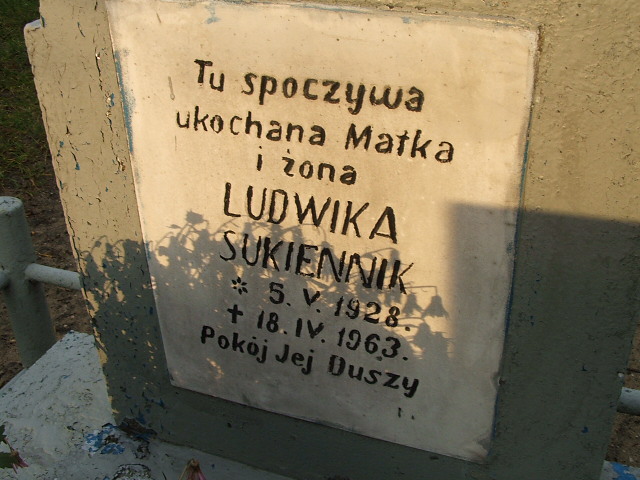 Tu spoczywa
ukochana Matka
i żona
LUDWIKA
SUKIENNIK
* 5. V. 1928.
† 18. IV. 1963.
Pokój Jej Duszy